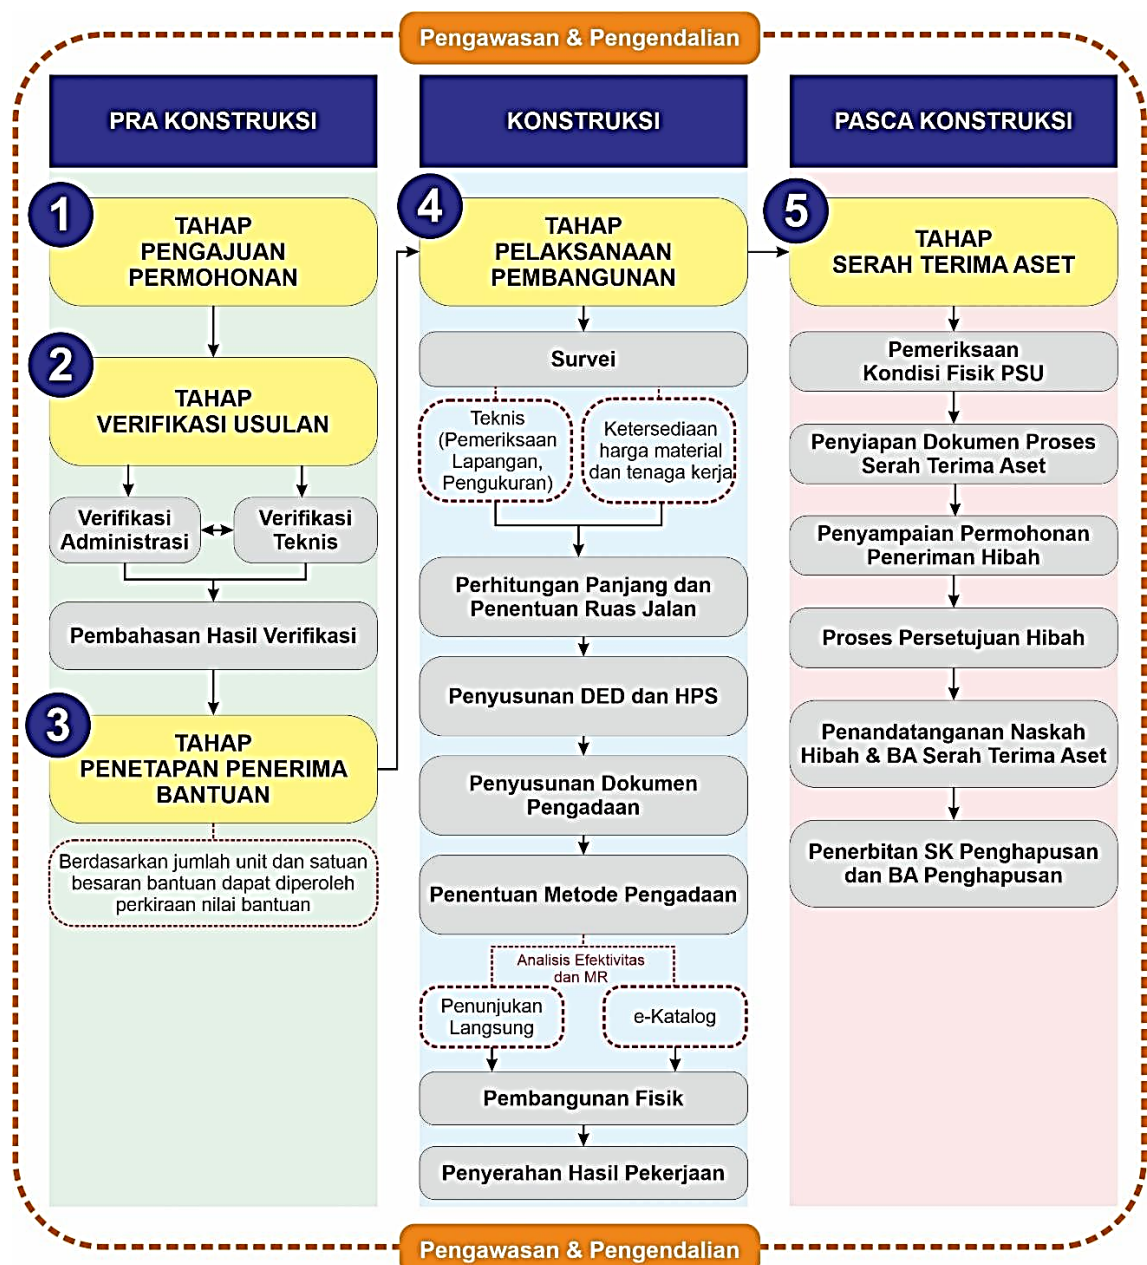 Pengawasan & Pengendalian
PRA KONSTRUKSI
1
TAHAP
PENGAJUAN
PERMOHONAN
2
TAHAP
VERIFIKASI USULAN
Verifikasi
Administrasi
Verifikasi
Teknis
Pembahasan Hasil Verifikasi
3
TAHAP
PENETAPAN PENERIMA
BANTUAN
Berdasarkan jumlah unit dan satuan
besaran bantuan dapat diperoleh
perkiraan nilai bantuan
KONSTRUKSI
4
TAHAP
PELAKSANAAN
PEMBANGUNAN
Survei
Teknis
(Pemeriksaan
Lapangan,
Pengukuran)
Ketersediaan
harga material
dan tenaga kerja
Perhitungan Panjang dan
Penentuan Ruas Jalan
Penyusunan DED dan HPS
Penyusunan Dokumen
Pengadaan
Penentuan Metode Pengadaan
Analisis Efektivitas
dan MR
Penunjukan
Langsung
e-Katalog
Pembangunan Fisik
Penyerahan Hasil Pekerjaan
PASCA KONSTRUKSI
5
TAHAP
SERAH TERIMA ASET
Pemeriksaan
Kondisi Fisik PSU
Penyiapan Dokumen Proses
Serah Terima Aset
Penyampaian Permohonan
Peneriman Hibah
Proses Persetujuan Hibah
Penandatanganan Naskah
Hibah & BA Serah Terima Aset
Penerbitan SK Penghapusan
dan BA Penghapusan
Pengawasan & Pengendalian